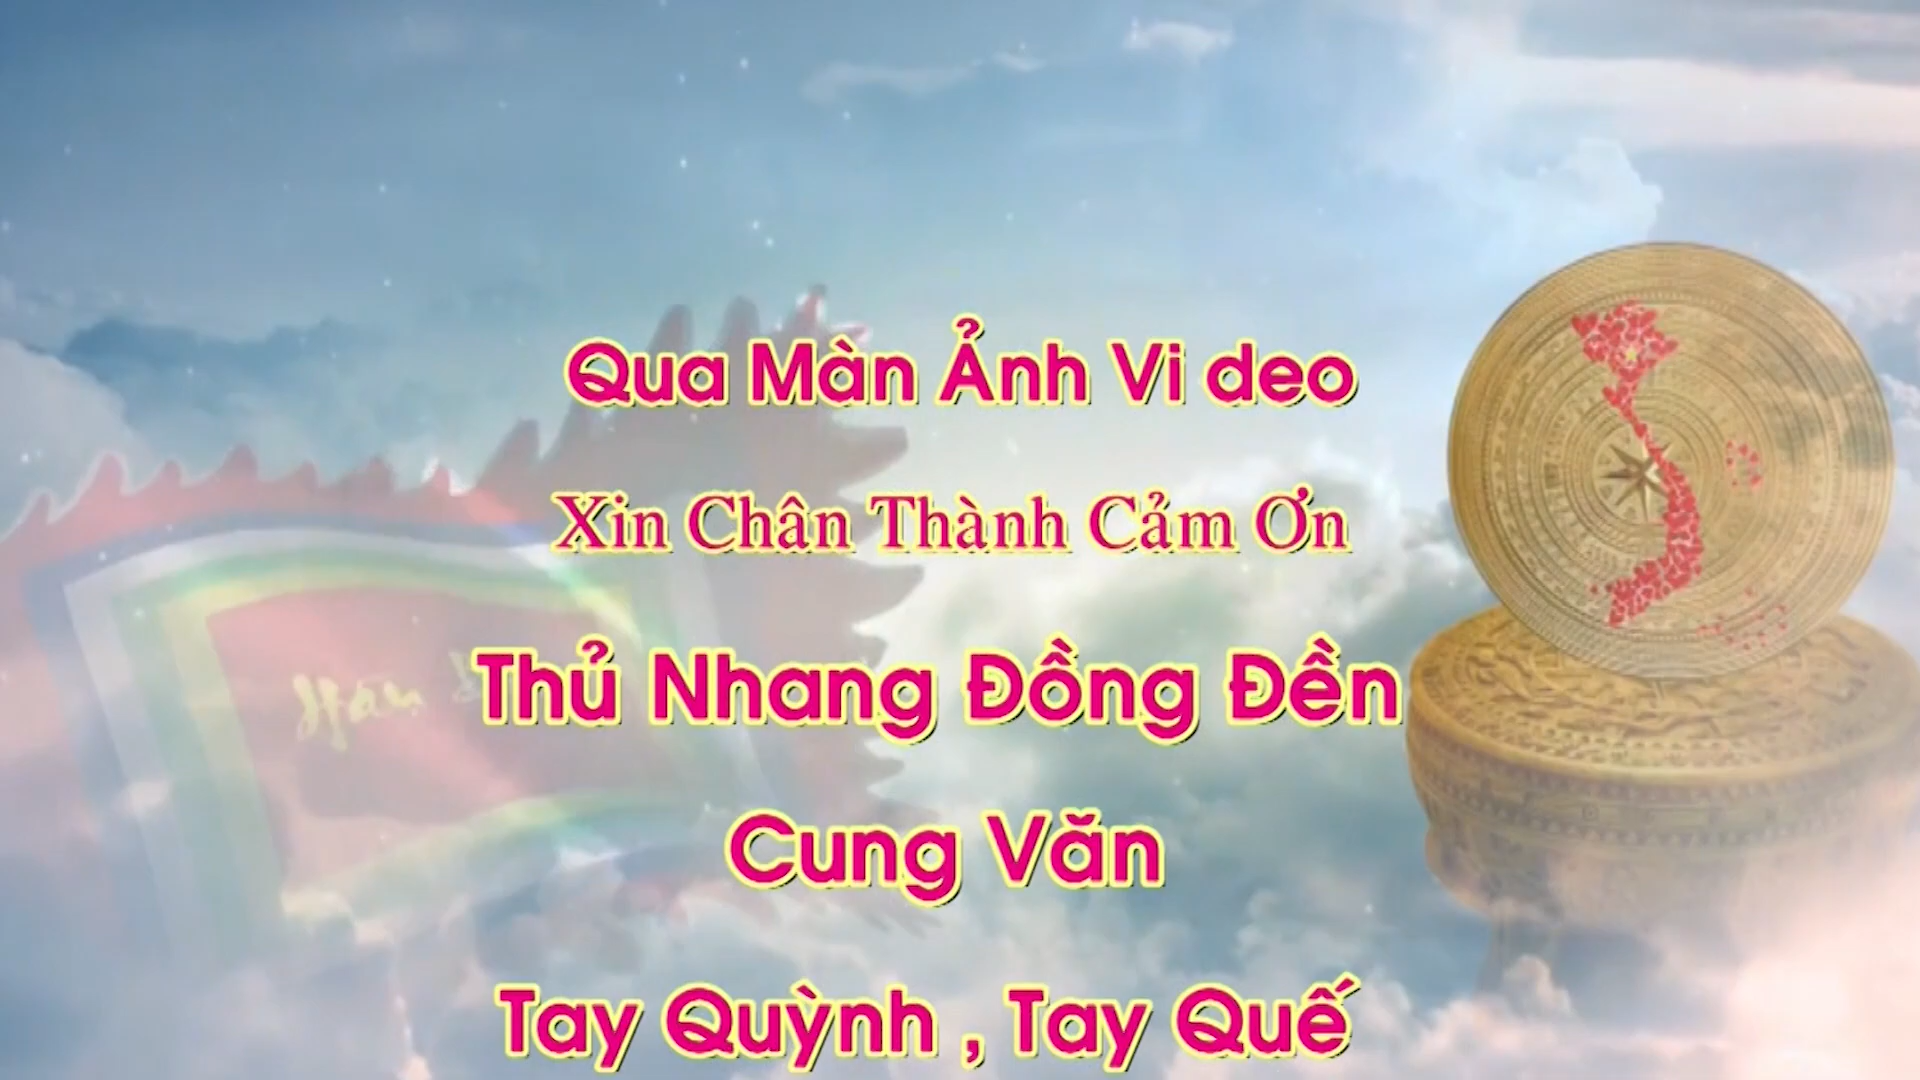 Qua Màn Ảnh Vi deo
Xin Chân Thành Cảm Ơn
Thủ Nhang Đồng Đền
Cung Văn
Tay Quỳnh , Tay Quế